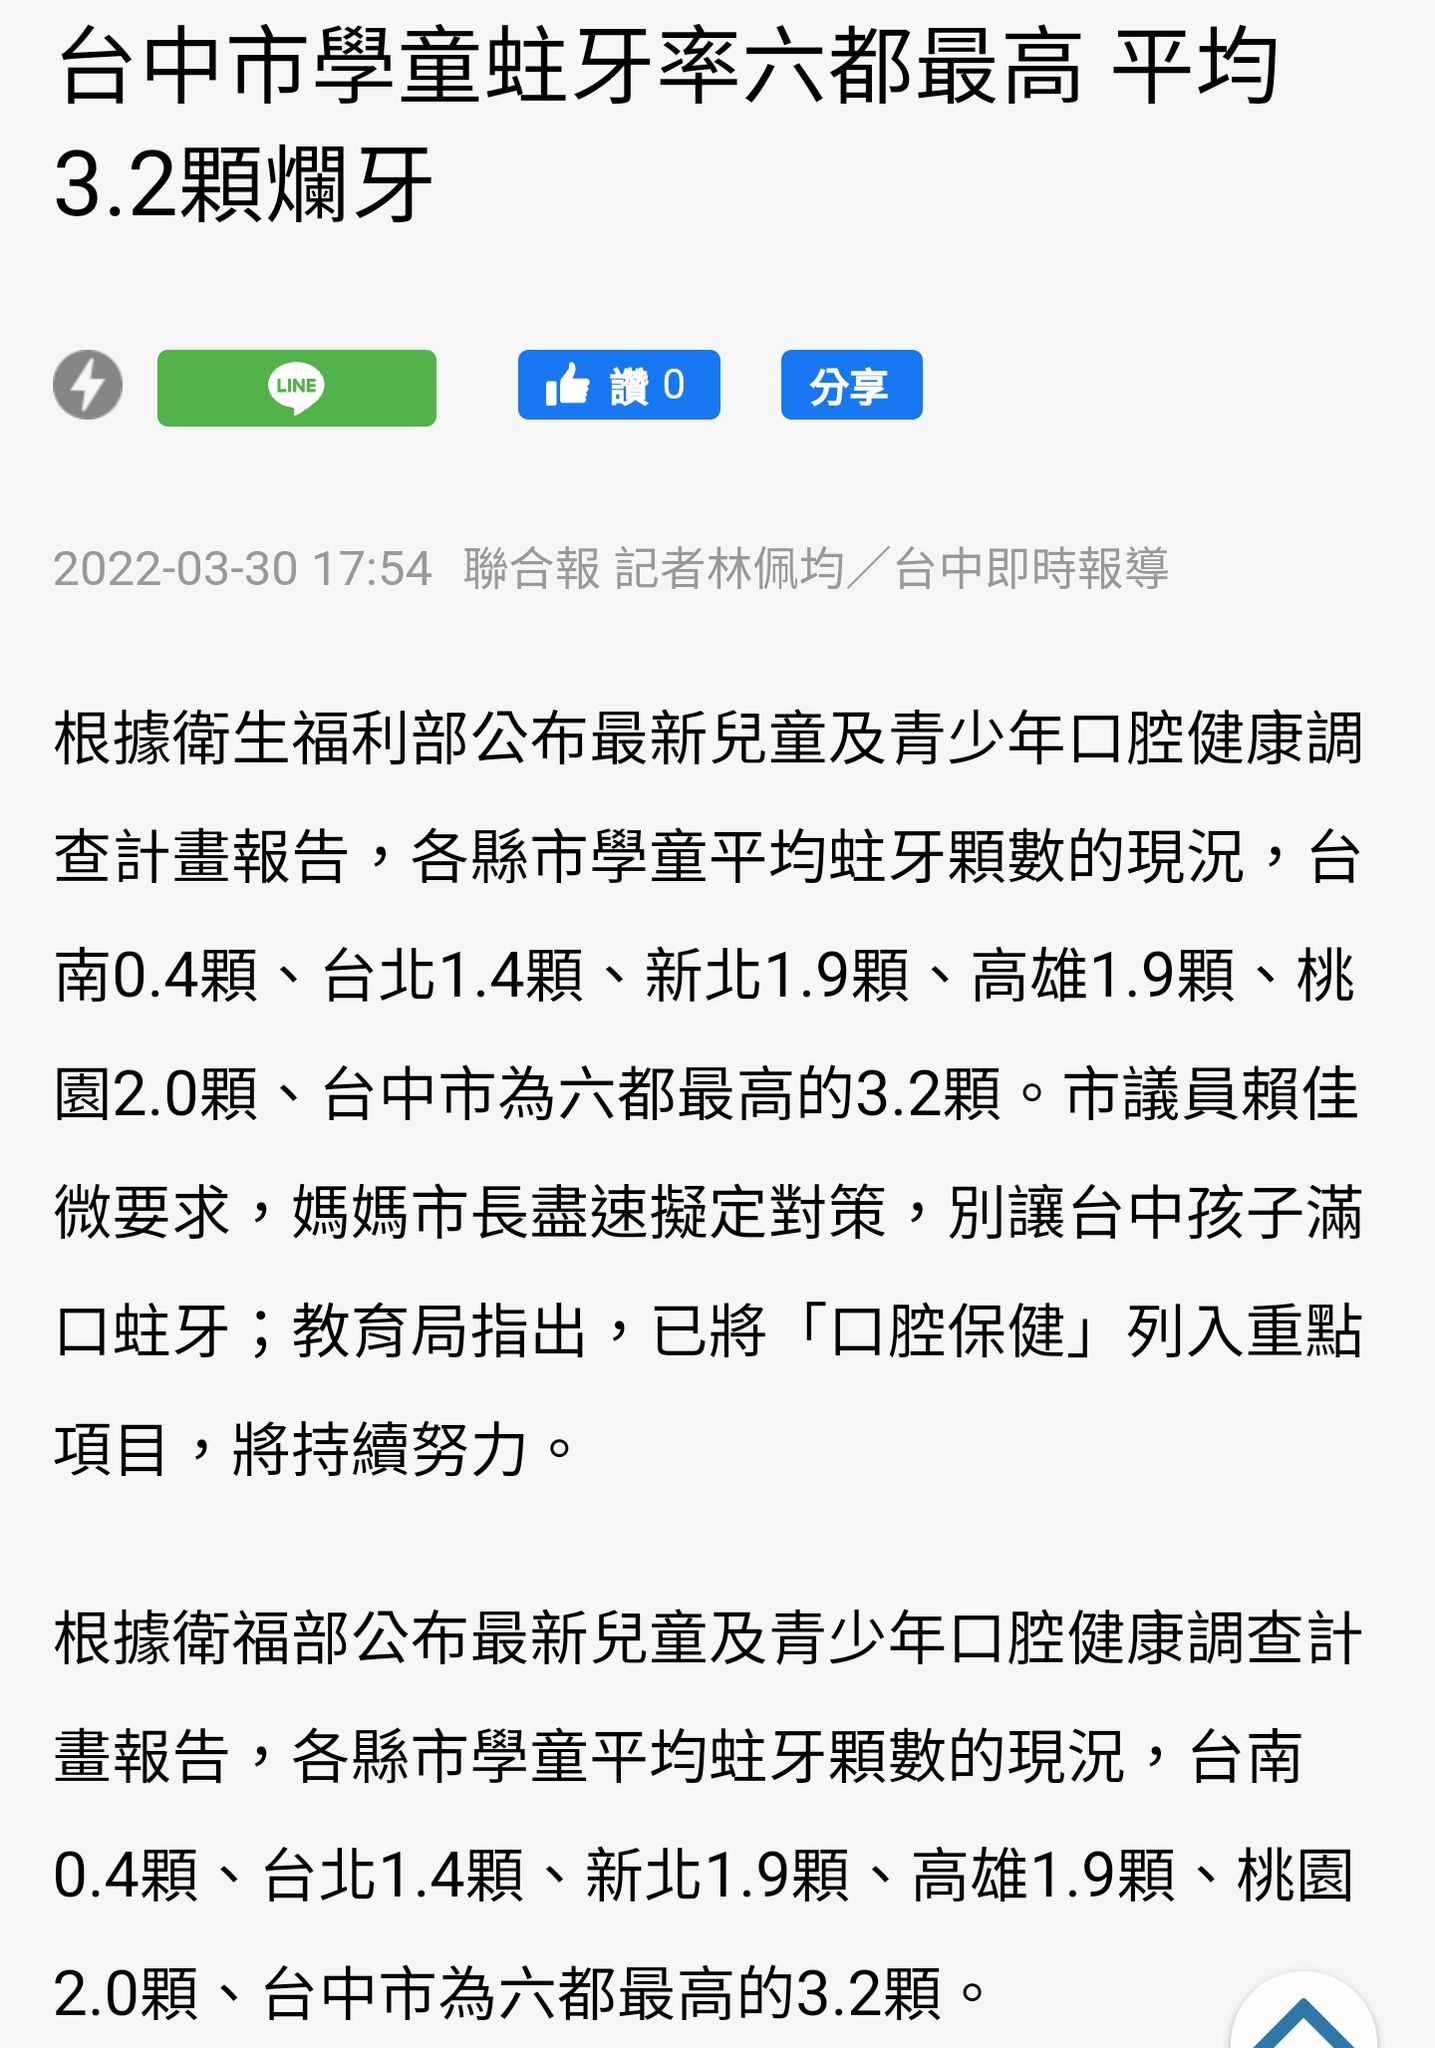 台中市學童蛀牙率六都最高 平均
3.2顆爛牙
LINE 讚 0 分享
2022-03-30 17:54 聯合報 記者林佩均／台中即時報導
根據衛生福利部公布最新兒童及青少年口腔健康調
查計畫報告，各縣市學童平均蛀牙顆數的現況，台
南0.4顆、台北1.4顆、新北1.9顆、高雄1.9顆、桃
園2.0顆、台中市為六都最高的3.2顆。市議員賴佳
微要求，媽媽市長盡速擬定對策，別讓台中孩子滿
口蛀牙；教育局指出，已將「口腔保健」列入重點
項目，將持續努力。
根據衛福部公布最新兒童及青少年口腔健康調查計
畫報告，各縣市學童平均蛀牙顆數的現況，台南
0.4顆、台北1.4顆、新北1.9顆、高雄1.9顆、桃園
2.0顆、台中市為六都最高的3.2顆。